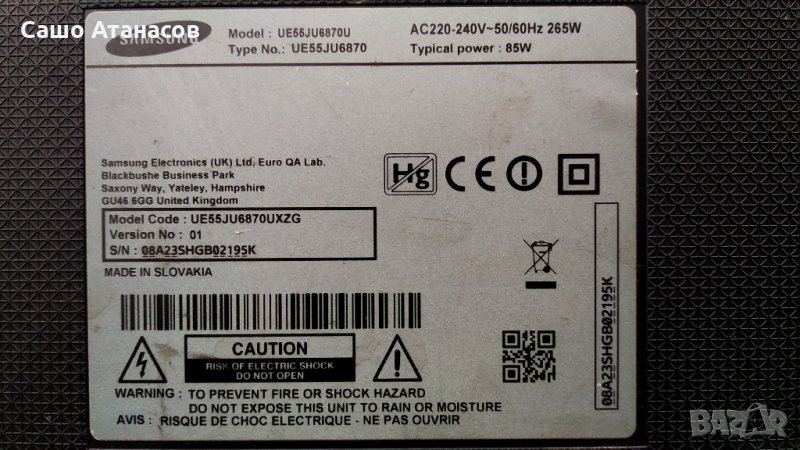 Сашо Атанасов
SAMSUNG
Model : UE55JU6870U
Type No.: UE55JU6870
AC220-240V~50/60Hz 265W
Typical power : 85W
Samsung Electronics (UK) Ltd, Euro QA Lab.
Blackbushe Business Park
Saxony Way, Yateley, Hampshire
GU46 6GG United Kingdom
Hg CE
Model Code : UE55JU6870UXZG
Version No : 01
S/N : 08A23SHGB02195K
MADE IN SLOVAKIA
08A23SHGB02195K
CAUTION
RISK OF ELECTRIC SHOCK
DO NOT OPEN
WARNING : TO PREVENT FIRE OR SHOCK HAZARD
DO NOT EXPOSE THIS UNIT TO RAIN OR MOISTURE
AVIS : RISQUE DE CHOC ELECTRIQUE - NE PAS OUVRIR
BAZAR